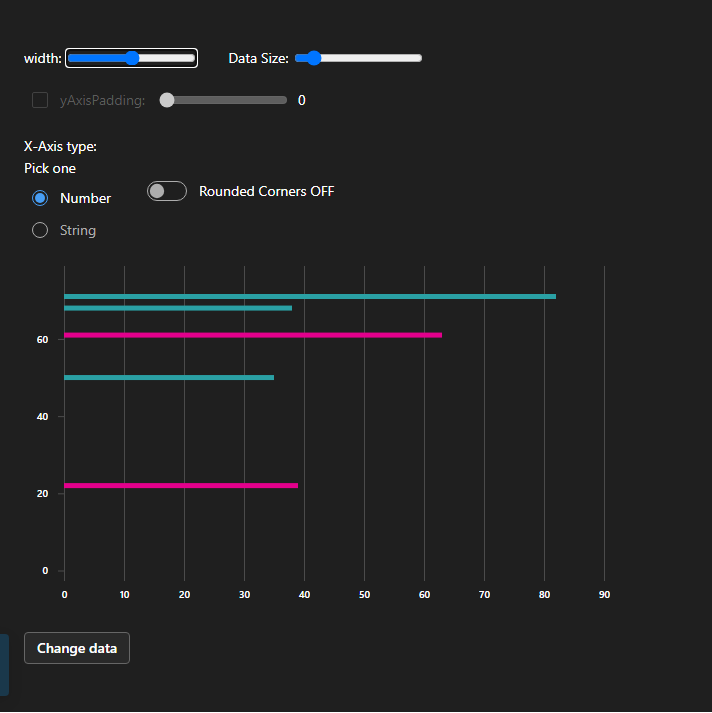 width: Data Size:
yAxisPadding: 0
X-Axis type:
Pick one
Number
Rounded Corners OFF
String
60
40
20
0
0 10 20 30 40 50 60 70 80 90
Change data